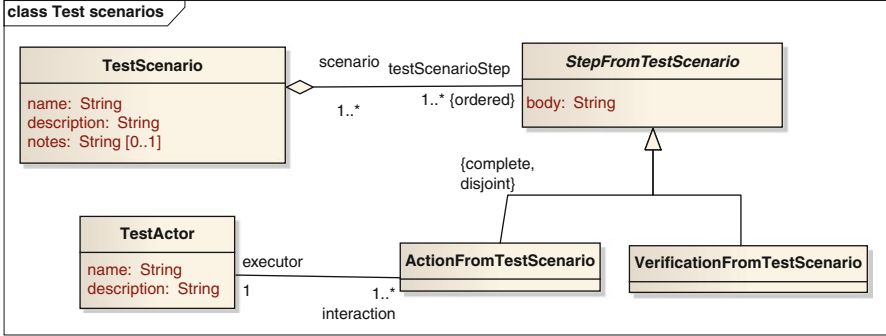 class Test scenarios
TestScenario
name: String
description: String
notes: String [0..1]
scenario
1..*
testScenarioStep
1..* {ordered}
StepFromTestScenario
body: String
{complete,
disjoint}
TestActor
name: String
description: String
executor
1
1..*
interaction
ActionFromTestScenario
VerificationFromTestScenario